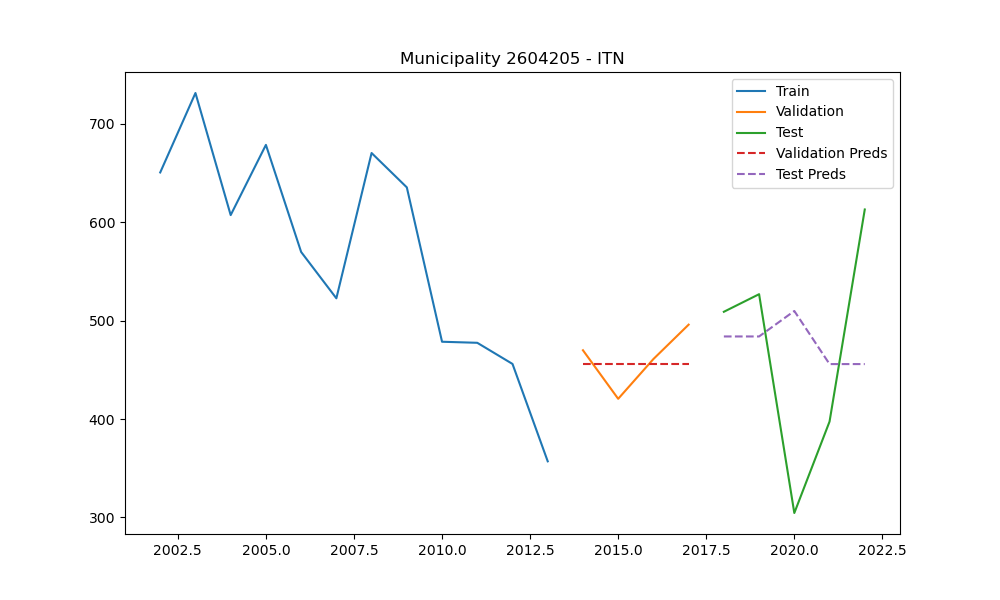 Municipality 2604205 - ITN
Train
Validation
Test
Validation Preds
Test Preds
700
600
500
400
300
2002.5 2005.0 2007.5 2010.0 2012.5 2015.0 2017.5 2020.0 2022.5